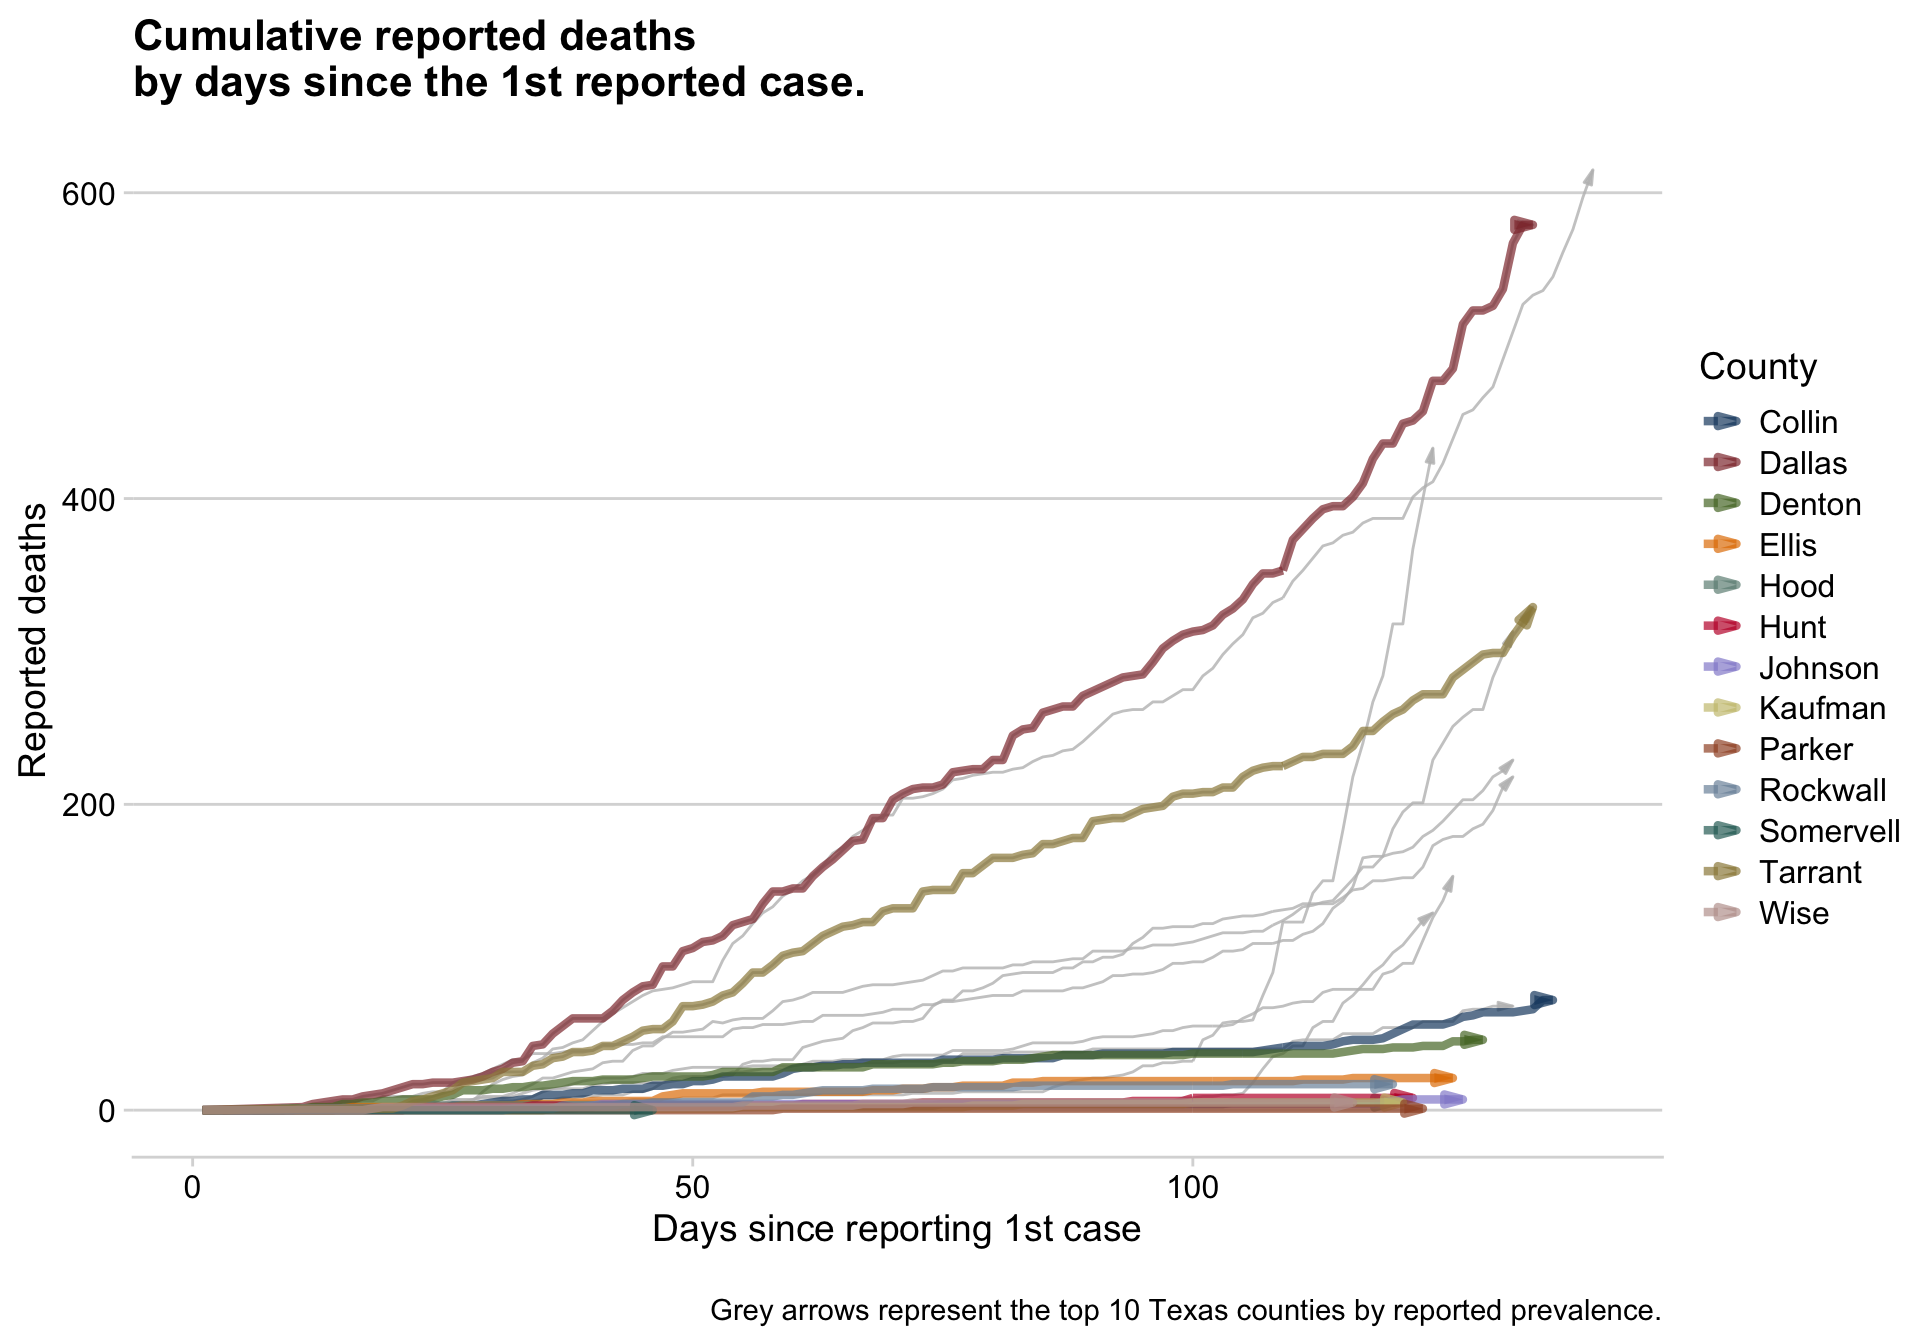 Cumulative reported deaths
by days since the 1st reported case.
600
400
200
0
Reported deaths
0
50
100
Days since reporting 1st case
County
Collin
Dallas
Denton
Ellis
Hood
Hunt
Johnson
Kaufman
Parker
Rockwall
Somervell
Tarrant
Wise
Grey arrows represent the top 10 Texas counties by reported prevalence.